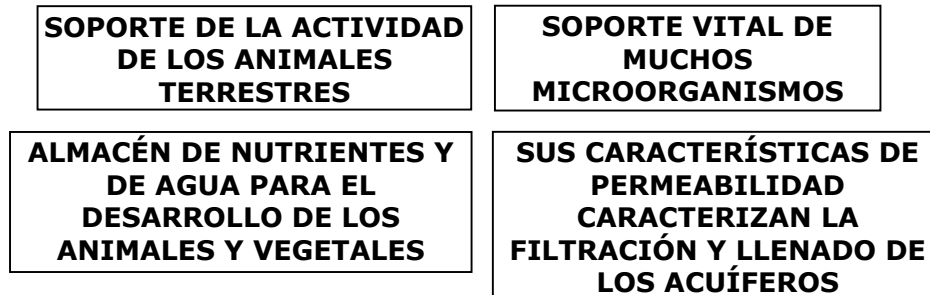 SOPORTE DE LA ACTIVIDAD
DE LOS ANIMALES
TERRESTRES
SOPORTE VITAL DE
MUCHOS
MICROORGANISMOS
ALMACÉN DE NUTRIENTES Y
DE AGUA PARA EL
DESARROLLO DE LOS
ANIMALES Y VEGETALES
SUS CARACTERÍSTICAS DE
PERMEABILIDAD
CARACTERIZAN LA
FILTRACIÓN Y LLENADO DE
LOS ACUÍFEROS